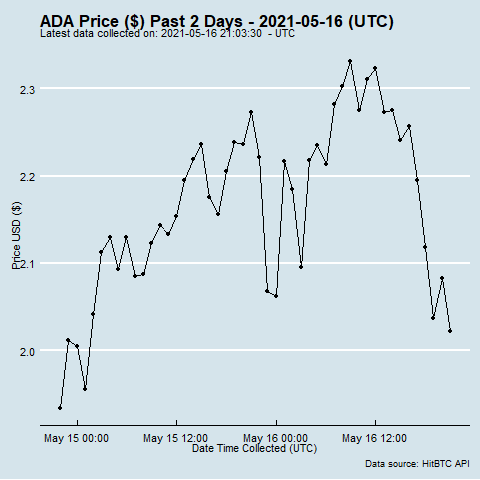 ADA Price ($) Past 2 Days - 2021-05-16 (UTC)
Latest data collected on: 2021-05-16 21:03:30  - UTC
2.3
2.2
2.1
2.0
Price USD ($)
May 15 00:00 May 15 12:00 May 16 00:00 May 16 12:00
Date Time Collected (UTC)
Data source: HitBTC API